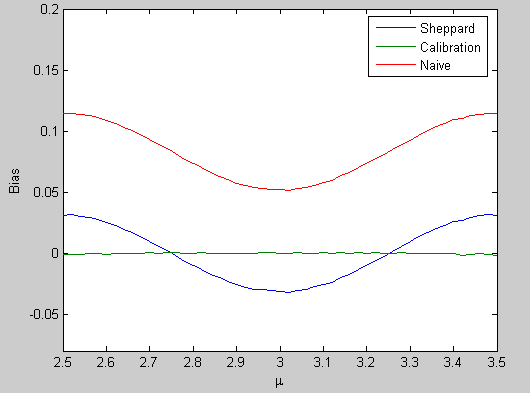 0.2
Sheppard
Calibration
Naive
0.15
0.1
0.05
0
-0.05
Bias
2.5 2.6 2.7 2.8 2.9 3 3.1 3.2 3.3 3.4 3.5
μ